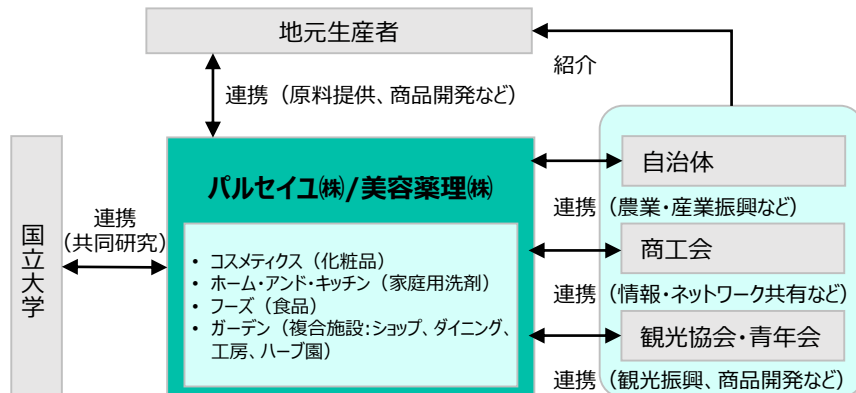 地元生産者
紹介
連携（原料提供、商品開発など）
パルセイユ㈱/美容薬理㈱
自治体
連携（農業・産業振興など）
国立大学
連携
（共同研究）
• コスメティクス（化粧品）
• ホーム・アンド・キッチン（家庭用洗剤）
• フーズ（食品）
• ガーデン（複合施設：ショップ、ダイニング、
工房、ハーブ園）
商工会
連携（情報・ネットワーク共有など）
観光協会・青年会
連携（観光振興、商品開発など）